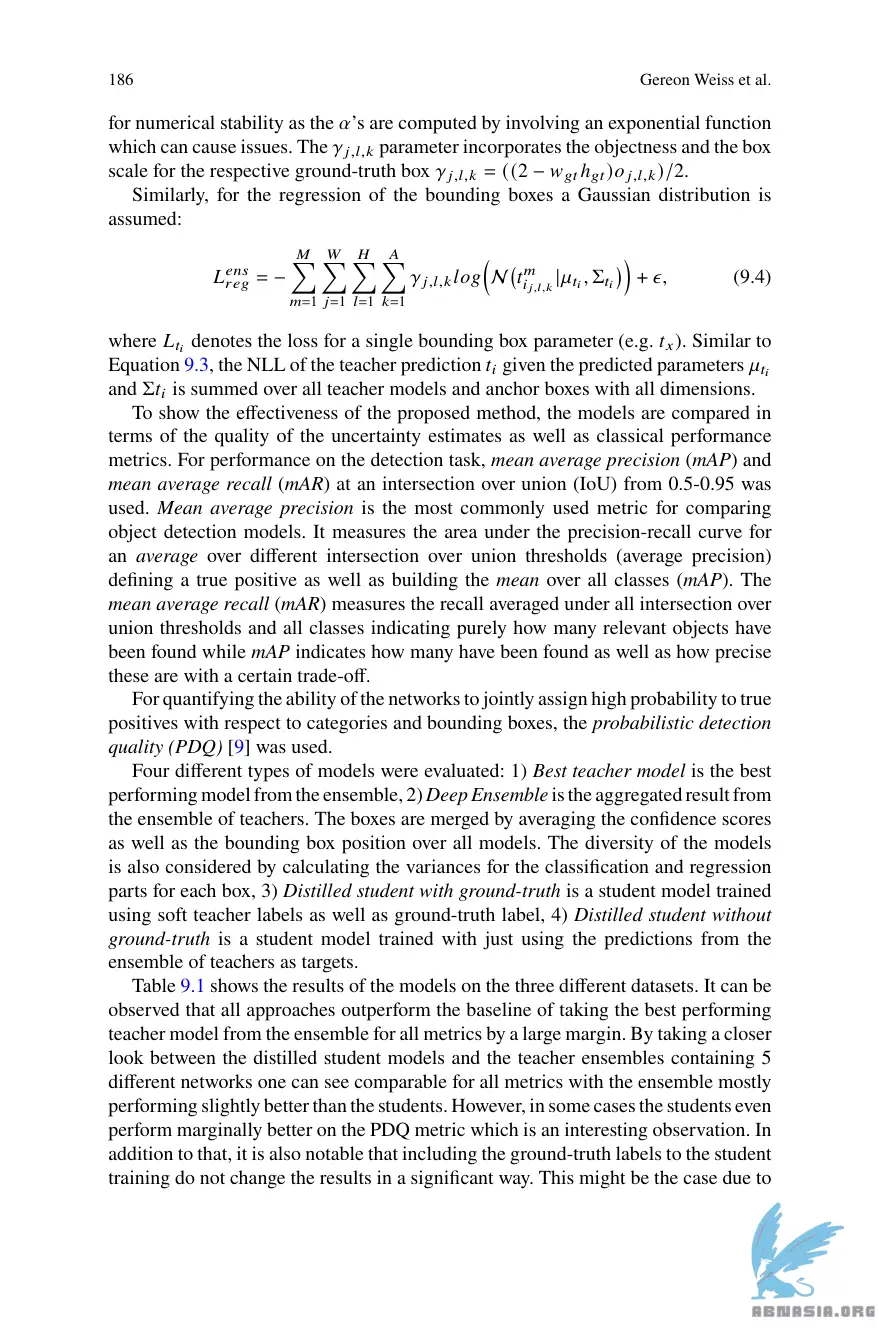 186 Gereon Weiss et al.
for numerical stability as the α’s are computed by involving an exponential function
which can cause issues. The γ_{j,l,k} parameter incorporates the objectness and the box
scale for the respective ground-truth box γ_{j,l,k} = ((2 − w_{gt}h_{gt})o_{j,l,k})/2.
Similarly, for the regression of the bounding boxes a Gaussian distribution is
assumed:
L_{reg}^{ens} = − ∑_{m=1}^{M} ∑_{j=1}^{W} ∑_{l=1}^{H} ∑_{k=1}^{A} γ_{j,l,k} log(N(t_{i_{j,l,k}}^{m}|μ_{t_i}, Σ_{t_i})) + ϵ, (9.4)
where L_{t_i} denotes the loss for a single bounding box parameter (e.g. t_x). Similar to
Equation 9.3, the NLL of the teacher prediction t_i given the predicted parameters μ_{t_i}
and Σt_i is summed over all teacher models and anchor boxes with all dimensions.
To show the effectiveness of the proposed method, the models are compared in
terms of the quality of the uncertainty estimates as well as classical performance
metrics. For performance on the detection task, mean average precision (mAP) and
mean average recall (mAR) at an intersection over union (IoU) from 0.5-0.95 was
used. Mean average precision is the most commonly used metric for comparing
object detection models. It measures the area under the precision-recall curve for
an average over different intersection over union thresholds (average precision)
defining a true positive as well as building the mean over all classes (mAP). The
mean average recall (mAR) measures the recall averaged under all intersection over
union thresholds and all classes indicating purely how many relevant objects have
been found while mAP indicates how many have been found as well as how precise
these are with a certain trade-off.
For quantifying the ability of the networks to jointly assign high probability to true
positives with respect to categories and bounding boxes, the probabilistic detection
quality (PDQ) [9] was used.
Four different types of models were evaluated: 1) Best teacher model is the best
performing model from the ensemble, 2) Deep Ensemble is the aggregated result from
the ensemble of teachers. The boxes are merged by averaging the confidence scores
as well as the bounding box position over all models. The diversity of the models
is also considered by calculating the variances for the classification and regression
parts for each box, 3) Distilled student with ground-truth is a student model trained
using soft teacher labels as well as ground-truth label, 4) Distilled student without
ground-truth is a student model trained with just using the predictions from the
ensemble of teachers as targets.
Table 9.1 shows the results of the models on the three different datasets. It can be
observed that all approaches outperform the baseline of taking the best performing
teacher model from the ensemble for all metrics by a large margin. By taking a closer
look between the distilled student models and the teacher ensembles containing 5
different networks one can see comparable for all metrics with the ensemble mostly
performing slightly better than the students. However, in some cases the students even
perform marginally better on the PDQ metric which is an interesting observation. In
addition to that, it is also notable that including the ground-truth labels to the student
training do not change the results in a significant way. This might be the case due to
ABNASIA.ORG